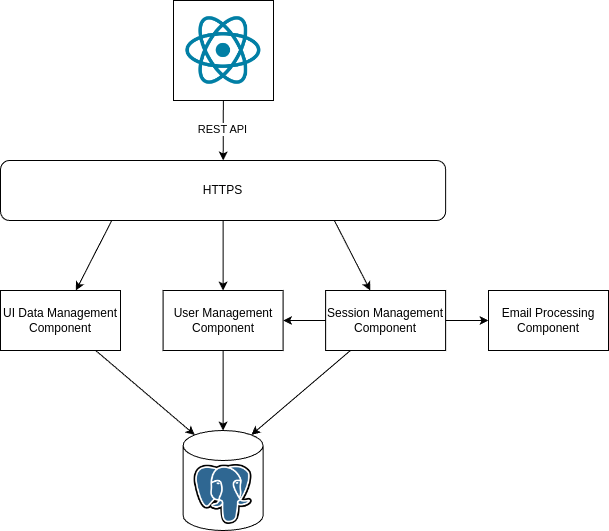 REST API
HTTPS
UI Data Management
Component
User Management
Component
Session Management
Component
Email Processing
Component